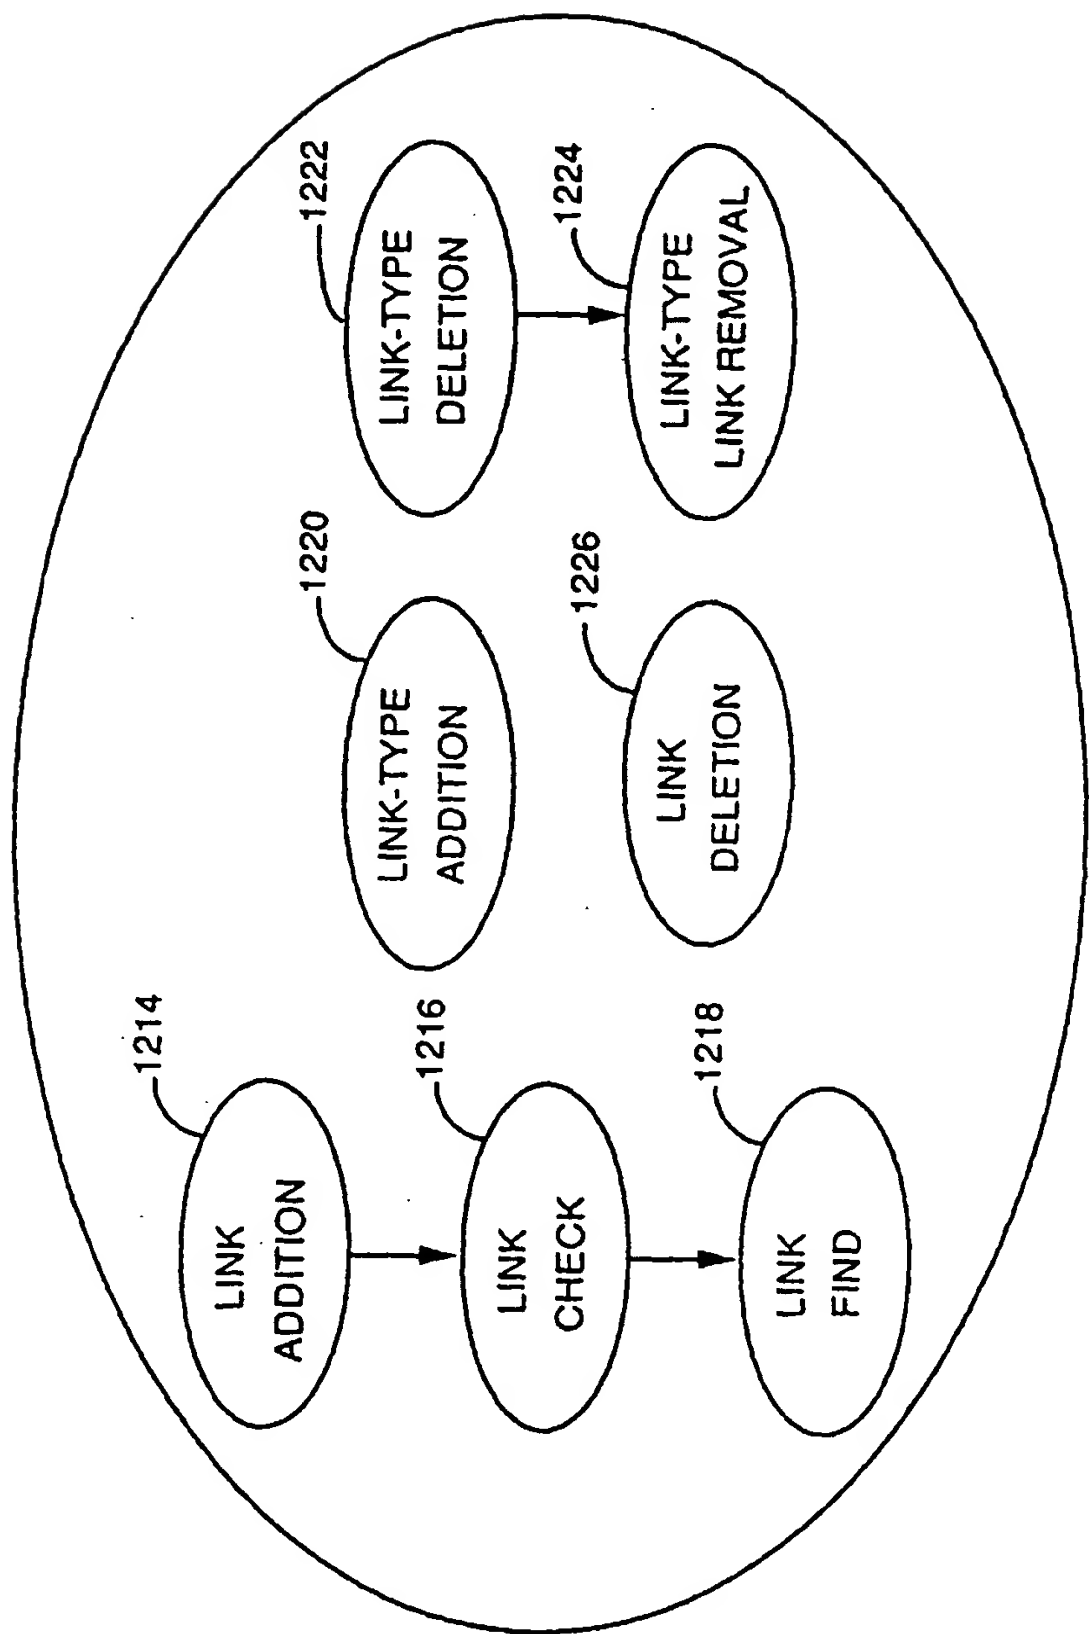 1214
LINK
ADDITION
1216
LINK
CHECK
1218
LINK
FIND
1220
LINK-TYPE
ADDITION
1226
LINK
DELETION
1222
LINK-TYPE
DELETION
1224
LINK-TYPE
LINK REMOVAL